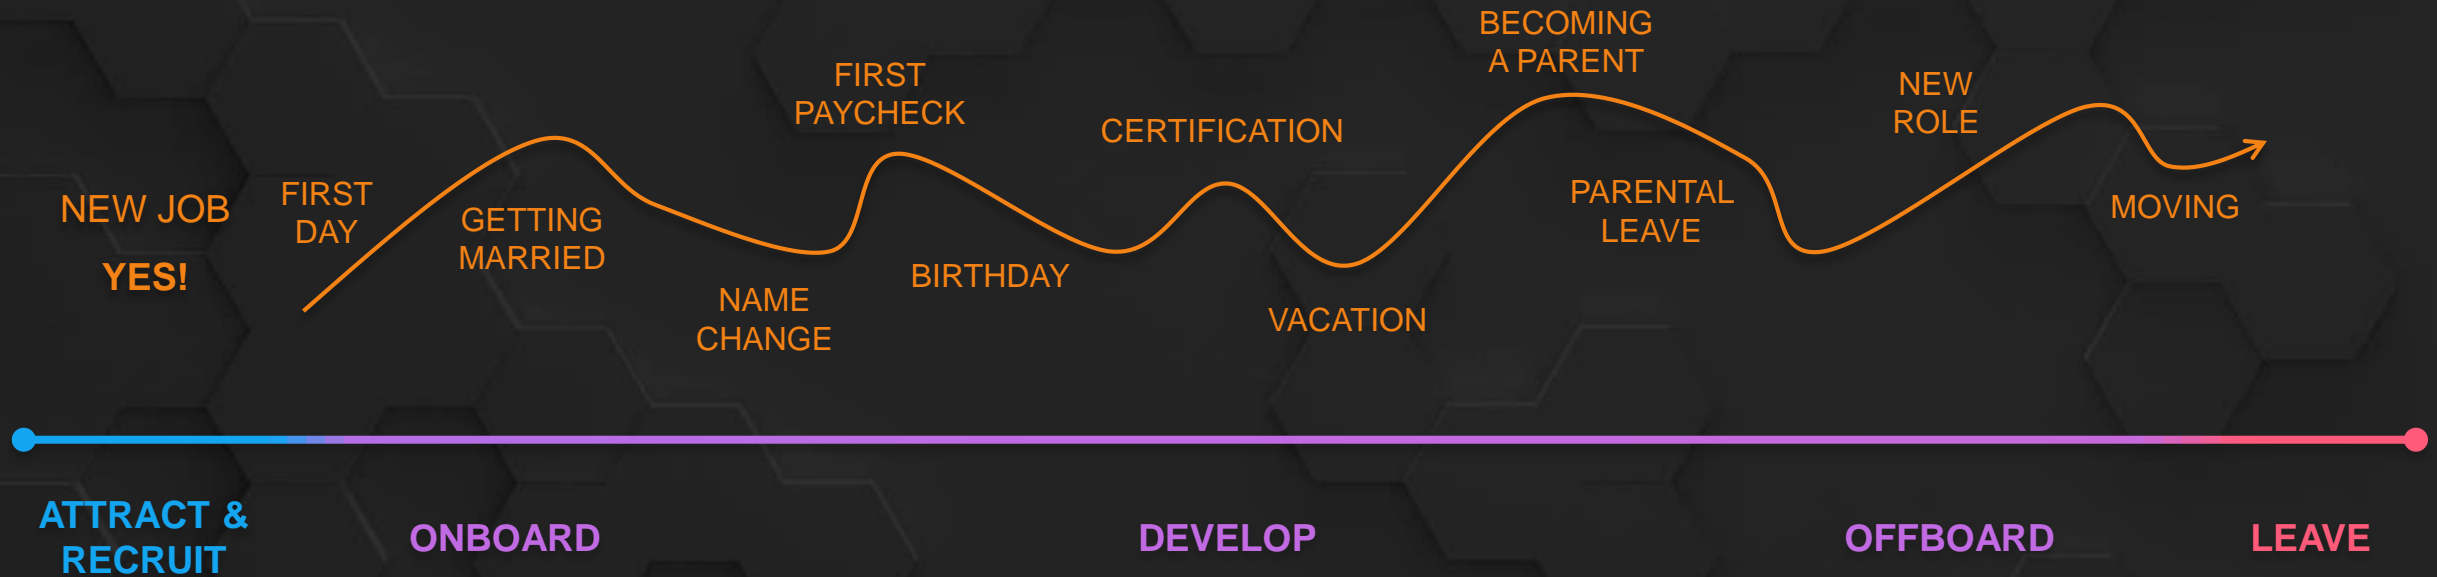 NEW JOB
YES!
FIRST
DAY
GETTING
MARRIED
NAME
CHANGE
FIRST
PAYCHECK
BIRTHDAY
CERTIFICATION
VACATION
BECOMING
A PARENT
PARENTAL
LEAVE
NEW
ROLE
MOVING
ATTRACT &
RECRUIT
ONBOARD
DEVELOP
OFFBOARD
LEAVE